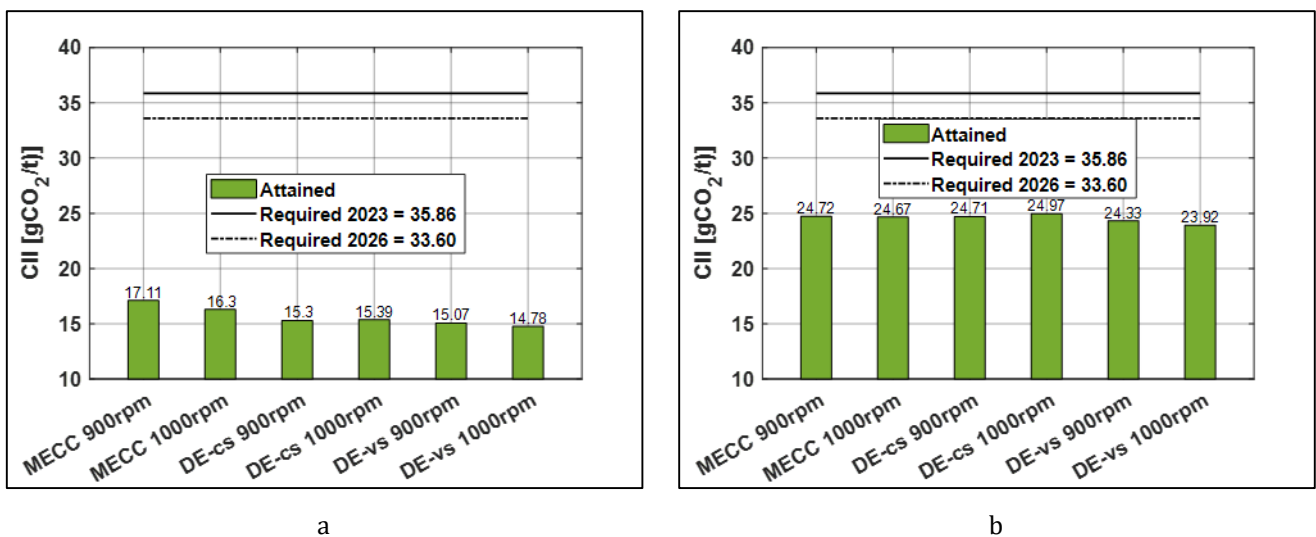 40
35
30
25
20
15
10
CII [gCO2/t)]
Attained
Required 2023 = 35.86
Required 2026 = 33.60
17.11
16.3
15.3
15.39
15.07
14.78
MECC 900rpm
MECC 1000rpm
DE-cs 900rpm
DE-cs 1000rpm
DE-vs 900rpm
DE-vs 1000rpm
a
40
35
30
25
20
15
10
CII [gCO2/t)]
Attained
Required 2023 = 35.86
Required 2026 = 33.60
24.72
24.67
24.71
24.97
24.33
23.92
MECC 900rpm
MECC 1000rpm
DE-cs 900rpm
DE-cs 1000rpm
DE-vs 900rpm
DE-vs 1000rpm
b